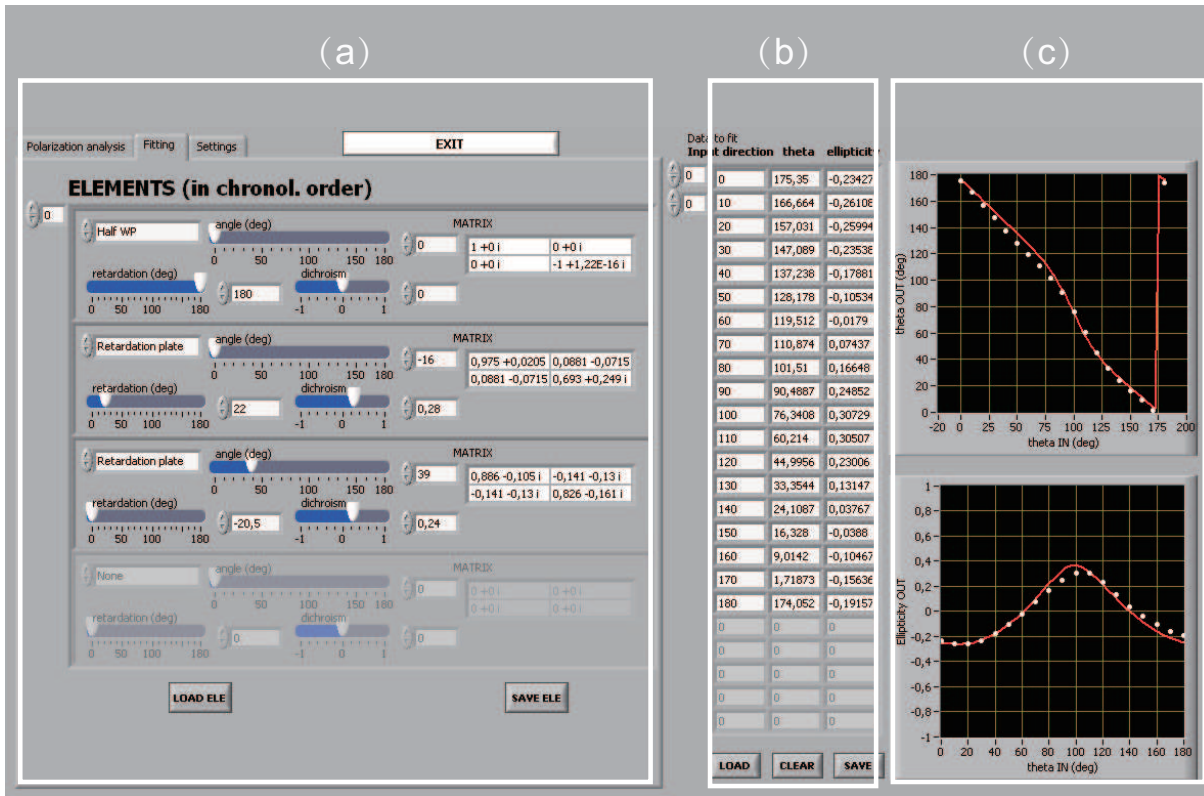 (a)
(b)
(c)
Polarization analysis Fitting Settings
EXIT
ELEMENTS (in chronol. order)
0
Half WP
angle (deg)
0 50 100 150 180
0
MATRIX
1 +0 i 0 +0 i
0 +0 i -1 +1,22E-16 i
retardation (deg)
0 50 100 180
180
dichroism
-1 0 1
0
Retardation plate
angle (deg)
0 50 100 150 180
-16
MATRIX
0,975 +0,0205 0,0881 -0,0715
0,0881 -0,0715 0,693 +0,249 i
retardation (deg)
0 50 100 180
22
dichroism
-1 0 1
0,28
Retardation plate
angle (deg)
0 50 100 150 180
39
MATRIX
0,886 -0,105 i -0,141 -0,13 i
-0,141 -0,13 i 0,826 -0,161 i
retardation (deg)
0 50 100 180
-20,5
dichroism
-1 0 1
0,24
None
angle (deg)
0 50 100 150 180
0
MATRIX
0 +0 i 0 +0 i
0 +0 i 0 +0 i
retardation (deg)
0 50 100 180
0
dichroism
-1 0 1
0
LOAD ELE
SAVE ELE
Data to fit
Input direction theta ellipticity
0
0
0 175,35 -0,23427
10 166,664 -0,26108
20 157,031 -0,25994
30 147,089 -0,23538
40 137,238 -0,17881
50 128,178 -0,10534
60 119,512 -0,0179
70 110,874 0,07437
80 101,51 0,16648
90 90,4887 0,24852
100 76,3408 0,30729
110 60,214 0,30507
120 44,9956 0,23006
130 33,3544 0,13147
140 24,1087 0,03767
150 16,328 -0,0388
160 9,0142 -0,10467
170 1,71873 -0,15636
180 174,052 -0,19157
0 0 0
0 0 0
0 0 0
0 0 0
0 0 0
LOAD
CLEAR
SAVE
theta OUT (deg)
180
160
140
120
100
80
60
40
20
0
-20 0 25 50 75 100 125 150 175 200
theta IN (deg)
Ellipticity OUT
1
0,8
0,6
0,4
0,2
0
-0,2
-0,4
-0,6
-0,8
-1
0 20 40 60 80 100 120 140 160 180
theta IN (deg)